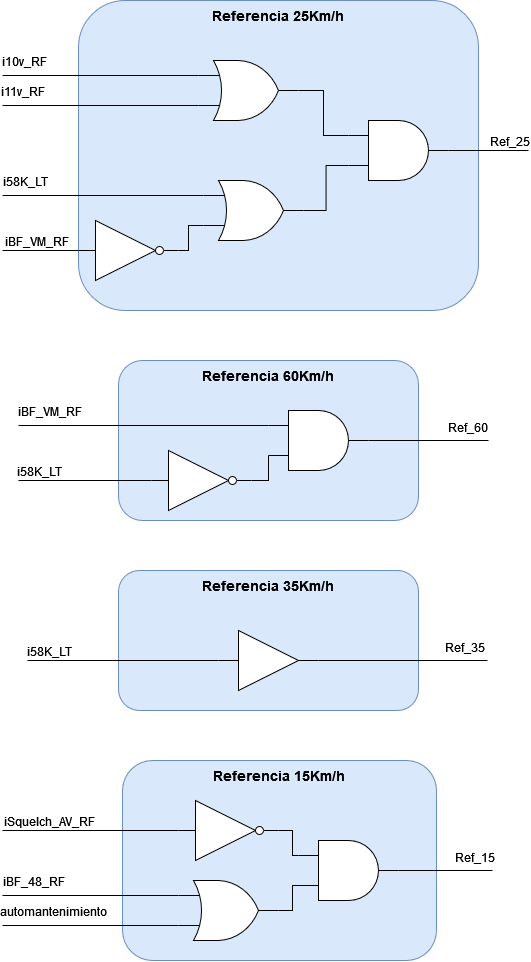 Referencia 25Km/h
i10v_RF
i11v_RF
Ref_25
i58K_LT
iBF_VM_RF
Referencia 60Km/h
iBF_VM_RF
Ref_60
i58K_LT
Referencia 35Km/h
i58K_LT
Ref_35
Referencia 15Km/h
iSquelch_AV_RF
Ref_15
iBF_48_RF
automantenimiento